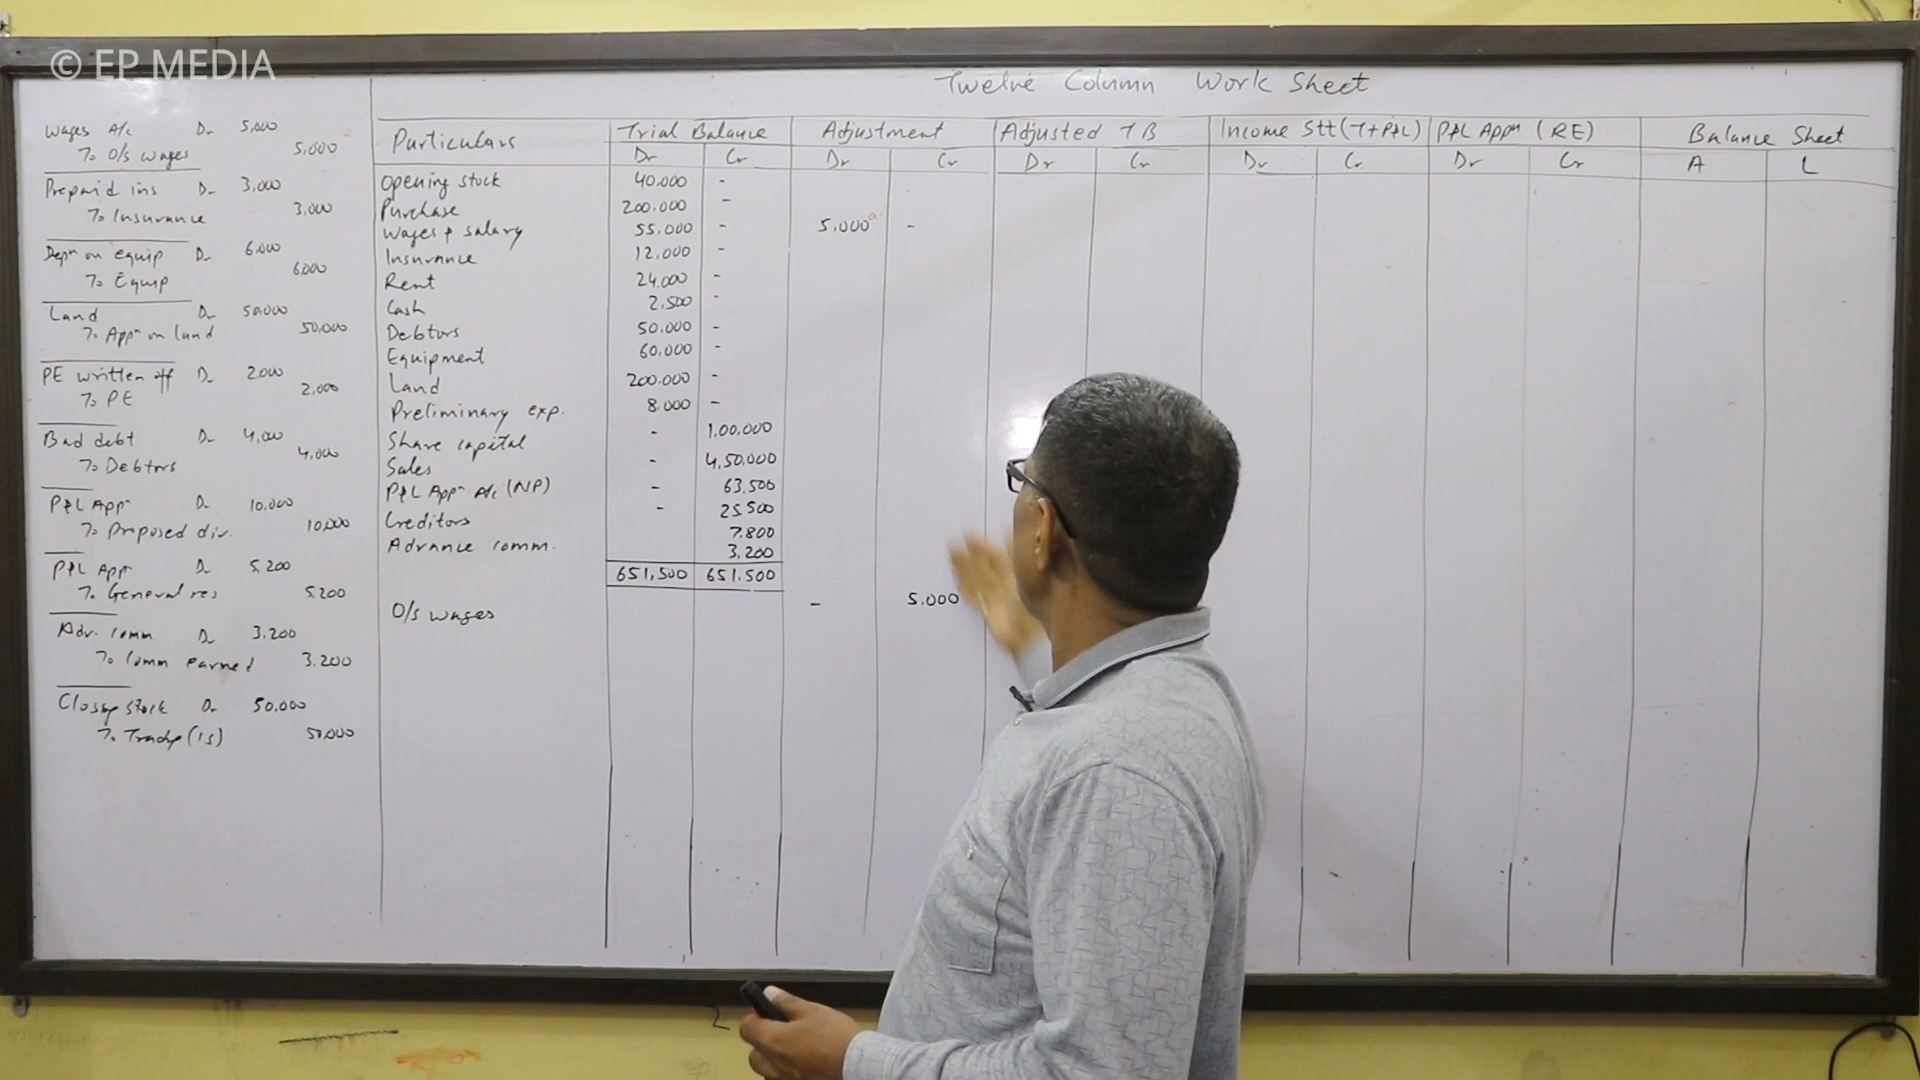 © EP MEDIA
Twelve Column Work Sheet
Wages A/c Dr 5,000
To O/s wages 5,000
Prepaid ins Dr 3,000
To Insurance 3,000
Depn on equip Dr 6,000
To Equip 6,000
Land Dr 50,000
To Appn on land 50,000
PE written off Dr 2,000
To PE 2,000
Bad debt Dr 4,000
To Debtors 4,000
P&L App Dr 10,000
To Proposed div. 10,000
P&L App Dr 5,200
To General res 5,200
Adv. comm Dr 3,200
To Comm earned 3,200
Closing stock Dr 50,000
To Tradg (IS) 50,000
Particulars Trial Balance Adjustment Adjusted TB Income Stt (T+P&L) P&L Appn (RE) Balance Sheet
Dr Cr Dr Cr Dr Cr Dr Cr Dr Cr A L
Opening stock 40,000 -
Purchase 200,000 -
Wages & salary 55,000 - 5,000 a -
Insurance 12,000 -
Rent 24,000 -
Cash 2,500 -
Debtors 50,000 -
Equipment 60,000 -
Land 200,000 -
Preliminary exp. 8,000 -
Share capital - 1,00,000
Sales - 4,50,000
P&L Appn A/c (NP) - 63,500
Creditors - 25,500
Advance comm. 7,800
3,200
651,500 651,500
O/s wages - 5,000